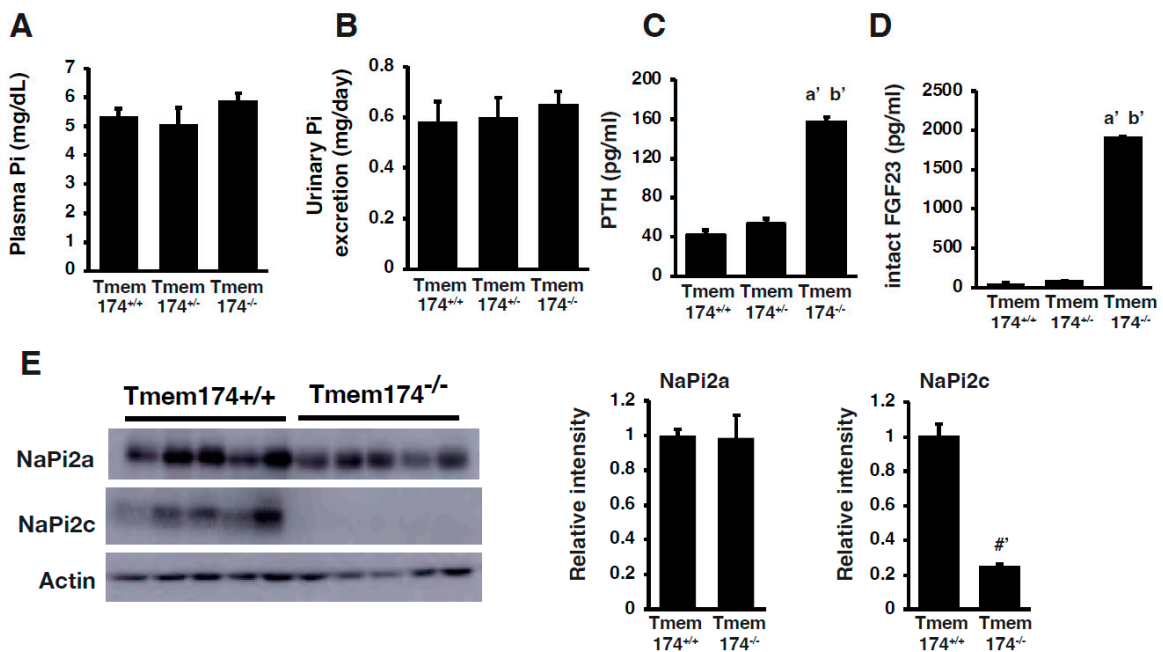 A
Plasma Pi (mg/dL)
7
6
5
4
3
2
1
0
Tmem Tmem Tmem
174+/+ 174+/- 174-/-
B
Urinary Pi
excretion (mg/day)
0.8
0.6
0.4
0.2
0
Tmem Tmem Tmem
174+/+ 174+/- 174-/-
C
PTH (pg/ml)
200
160
120
80
40
0
a' b'
Tmem Tmem Tmem
174+/+ 174+/- 174-/-
D
intact FGF23 (pg/ml)
2500
2000
1500
1000
500
0
a' b'
Tmem Tmem Tmem
174+/+ 174+/- 174-/-
E
Tmem174+/+ Tmem174-/-
NaPi2a
NaPi2c
Actin
NaPi2a
Relative intensity
1.2
1
0.8
0.6
0.4
0.2
0
Tmem Tmem
174+/+ 174-/-
NaPi2c
Relative intensity
1.2
1
0.8
0.6
0.4
0.2
0
#'
Tmem Tmem
174+/+ 174-/-